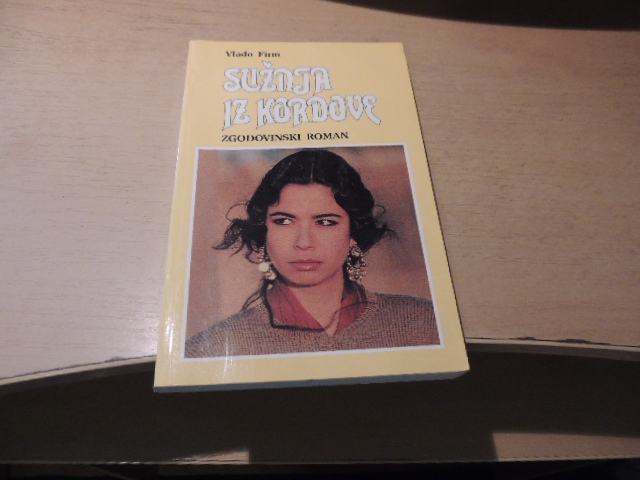 Vlado Firm
SUŽNJA
IZ KORDOVE
ZGODOVINSKI ROMAN